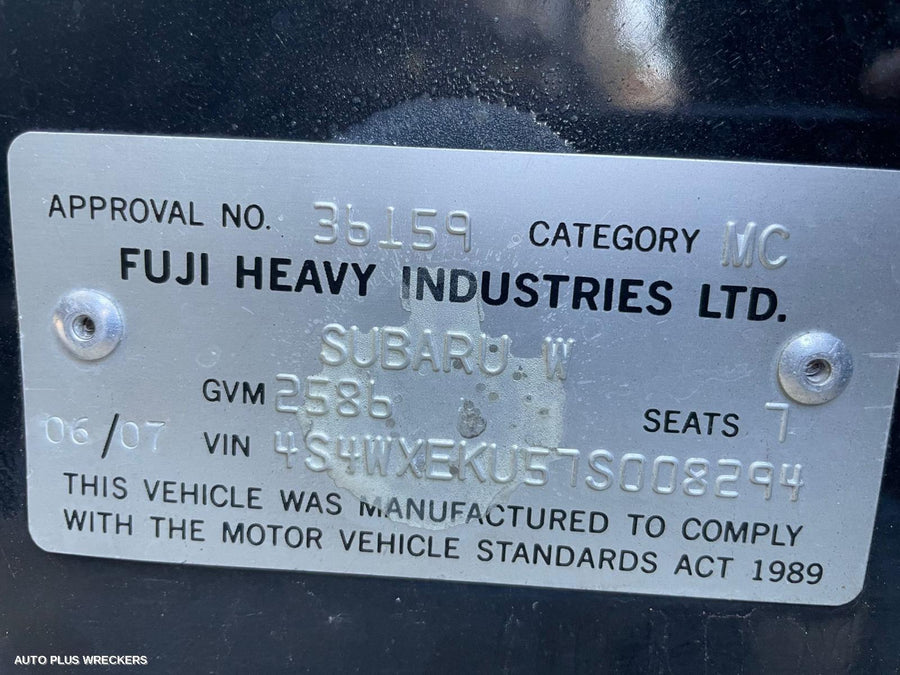 APPROVAL NO. 36159 CATEGORY MC
FUJI HEAVY INDUSTRIES LTD.
SUBARU W
GVM 2586 SEATS 7
06/07 VIN 4S4WXEKU57S008294
THIS VEHICLE WAS MANUFACTURED TO COMPLY
WITH THE MOTOR VEHICLE STANDARDS ACT 1989
AUTO PLUS WRECKERS